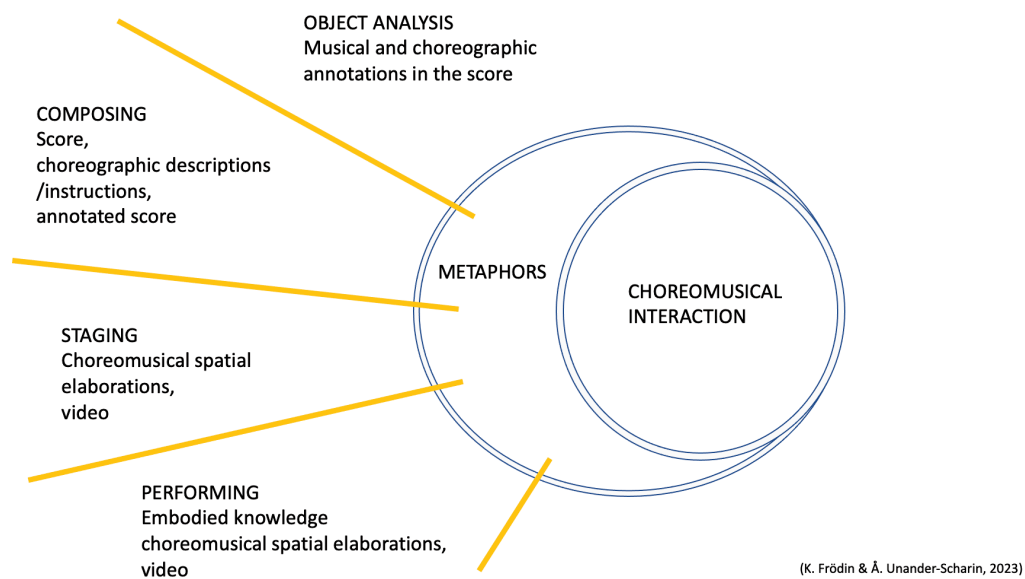 OBJECT ANALYSIS
Musical and choreographic
annotations in the score
COMPOSING
Score,
choreographic descriptions
/instructions,
annotated score
METAPHORS
CHOREOMUSICAL
INTERACTION
STAGING
Choreomusical spatial
elaborations,
video
PERFORMING
Embodied knowledge
choreomusical spatial elaborations,
video
(K. Frödin & Å. Unander-Scharin, 2023)